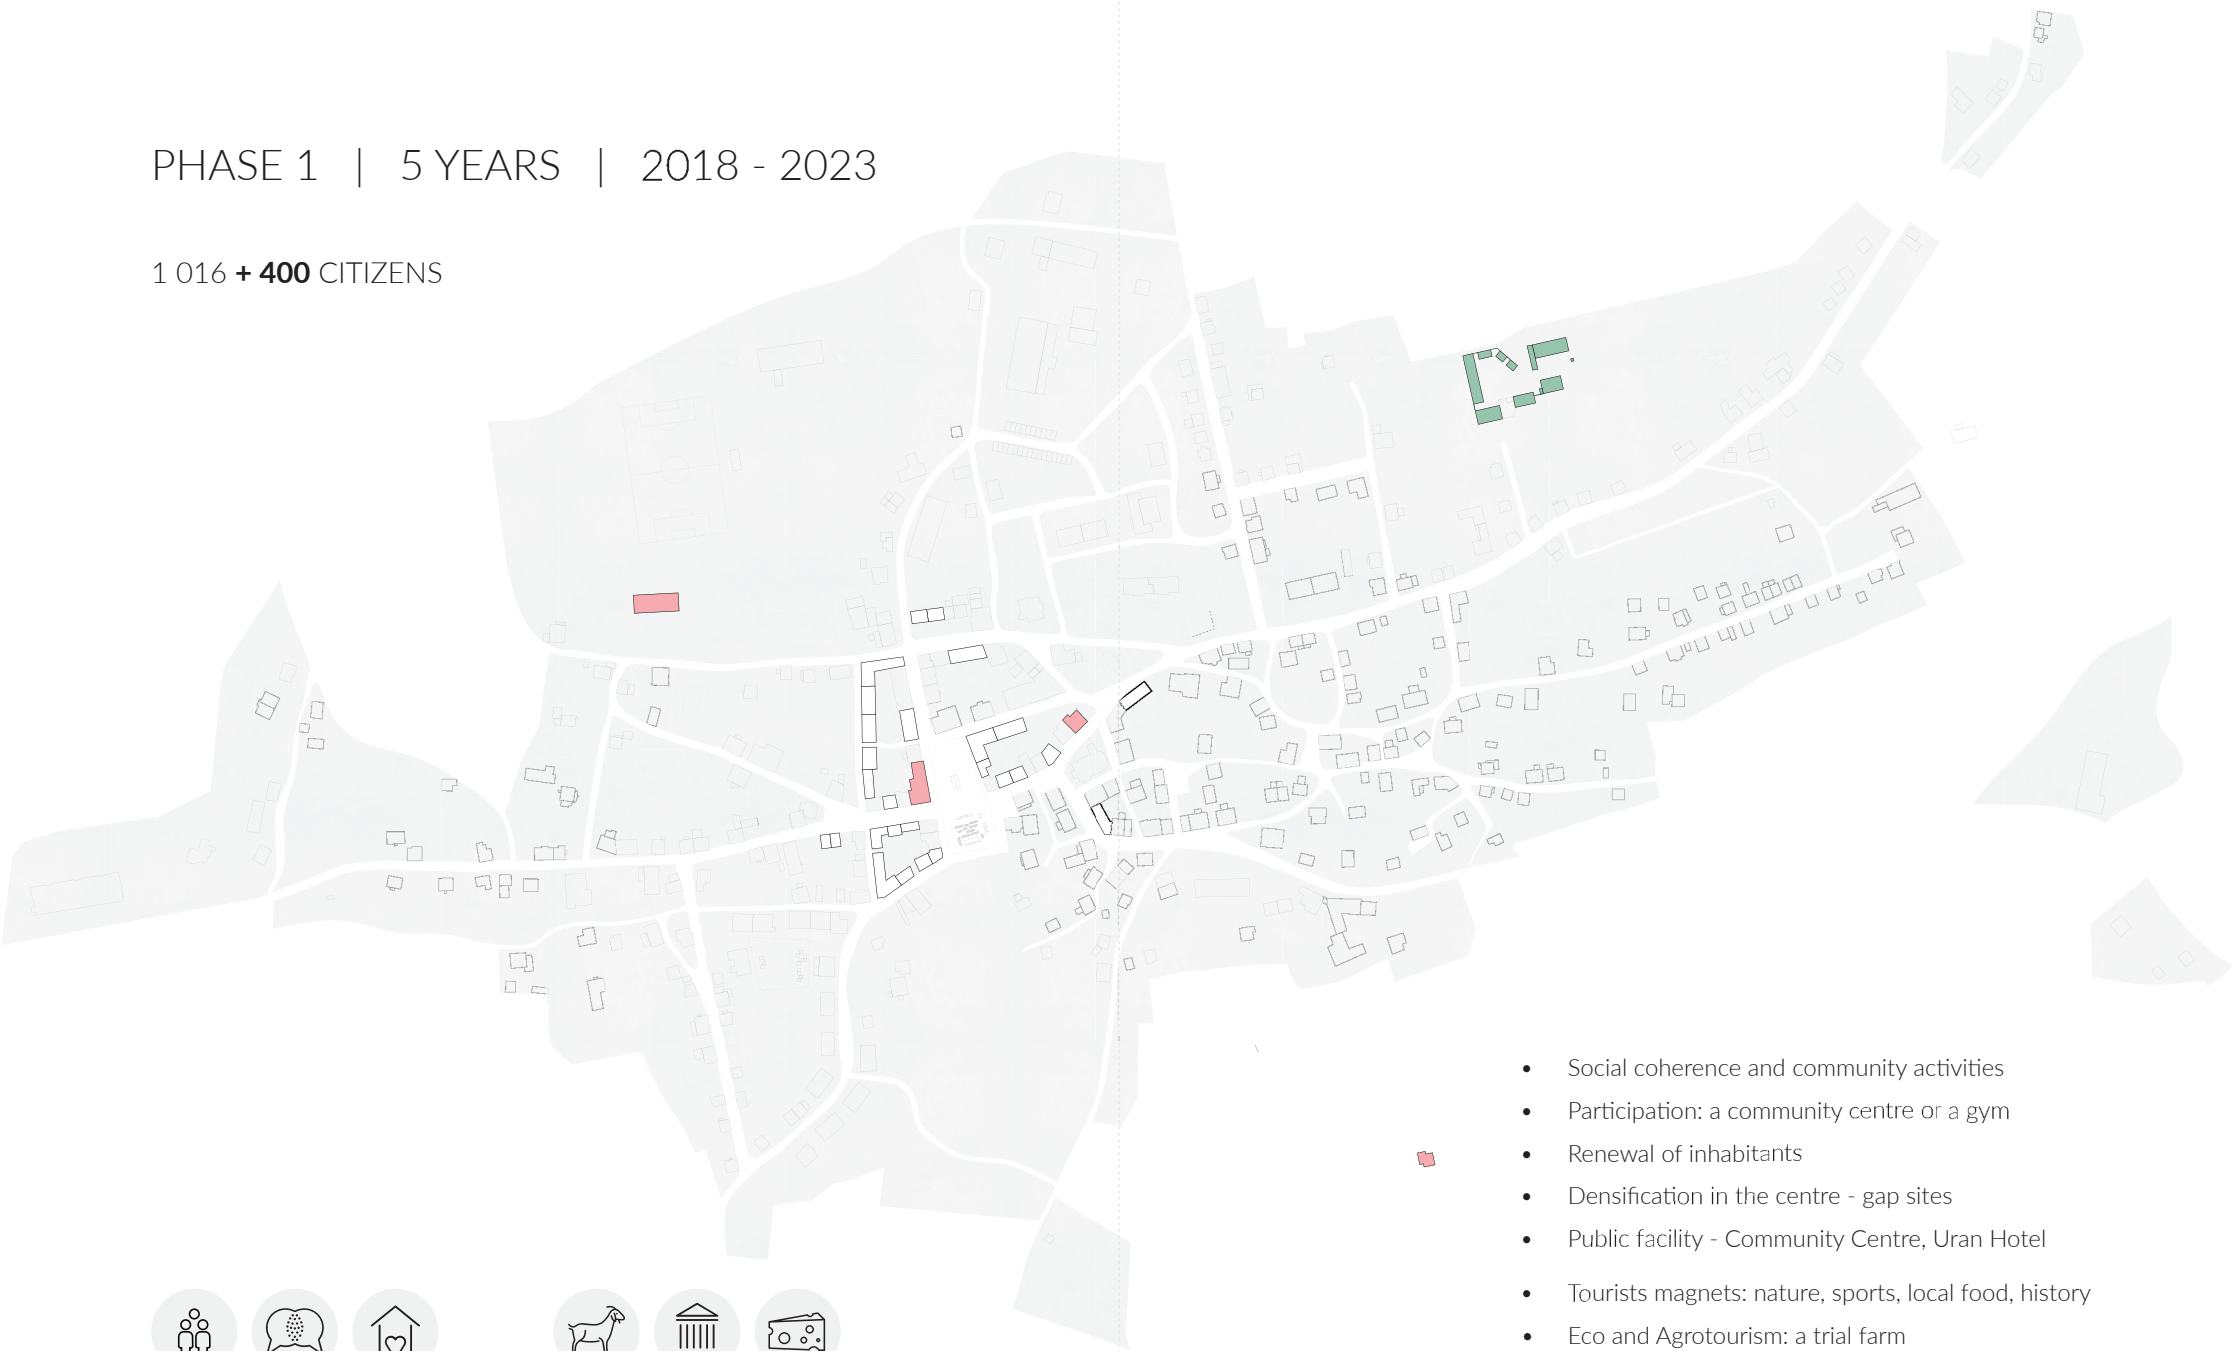 PHASE 1 | 5 YEARS | 2018 - 2023
1 016 + 400 CITIZENS
• Social coherence and community activities
• Participation: a community centre or a gym
• Renewal of inhabitants
• Densification in the centre - gap sites
• Public facility - Community Centre, Uran Hotel
• Tourists magnets: nature, sports, local food, history
• Eco and Agrotourism: a trial farm